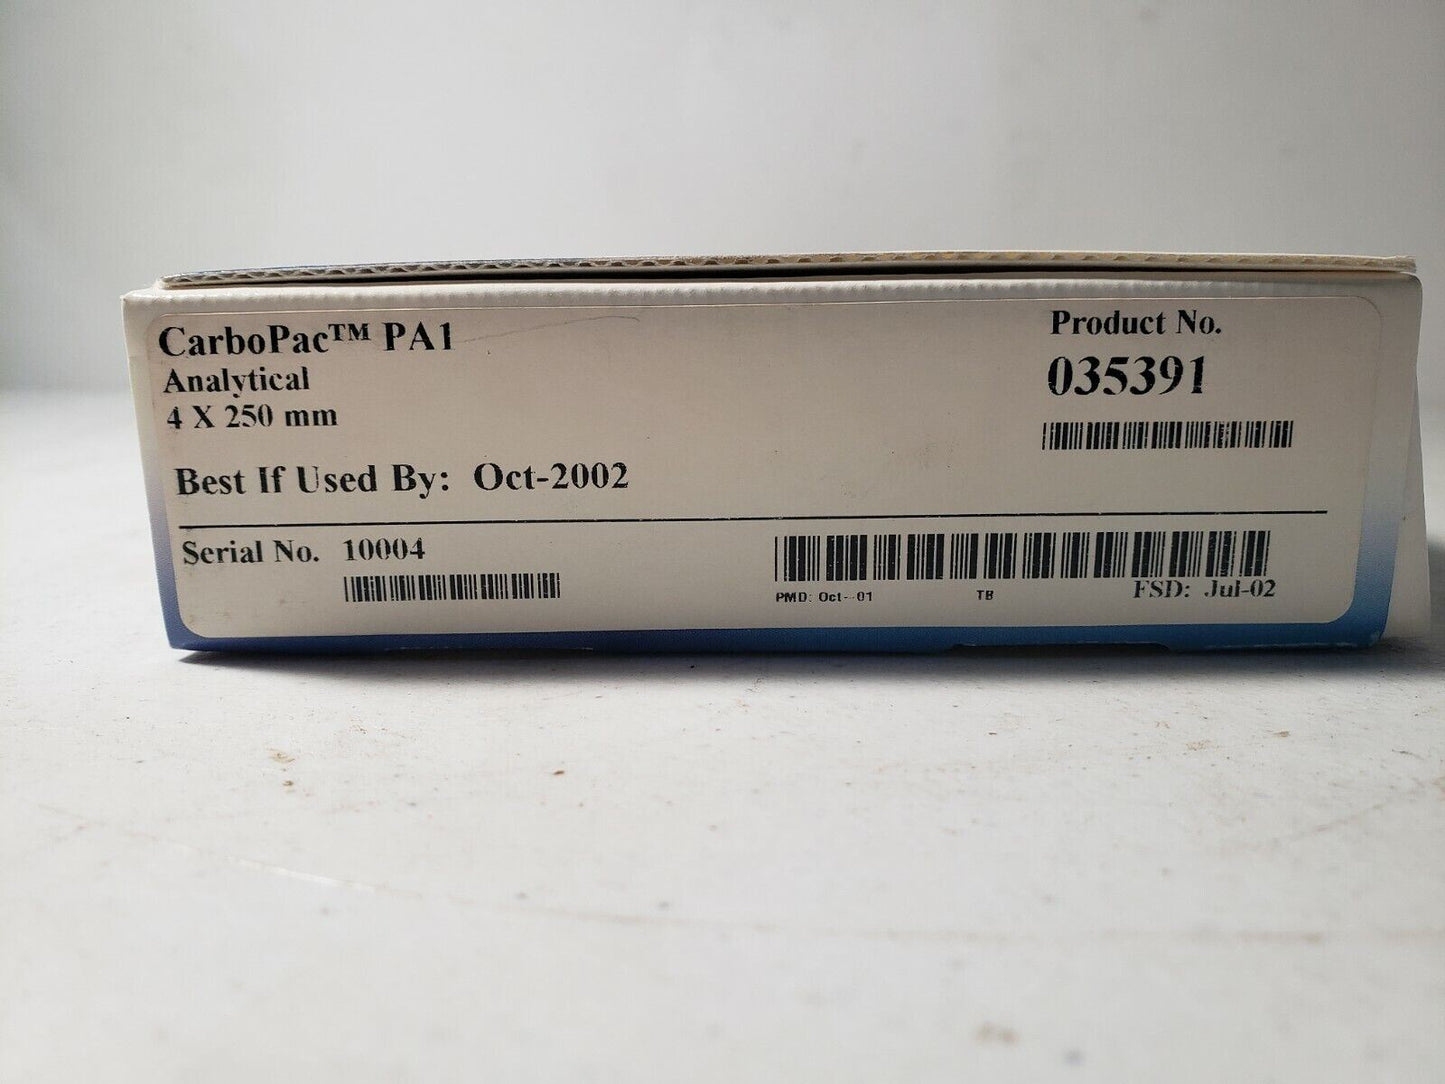 CarboPac™ PA1
Analytical
4 X 250 mm
Best If Used By: Oct-2002
Product No.
035391
Serial No. 10004
PMD: Oct-01 TB FSD: Jul-02